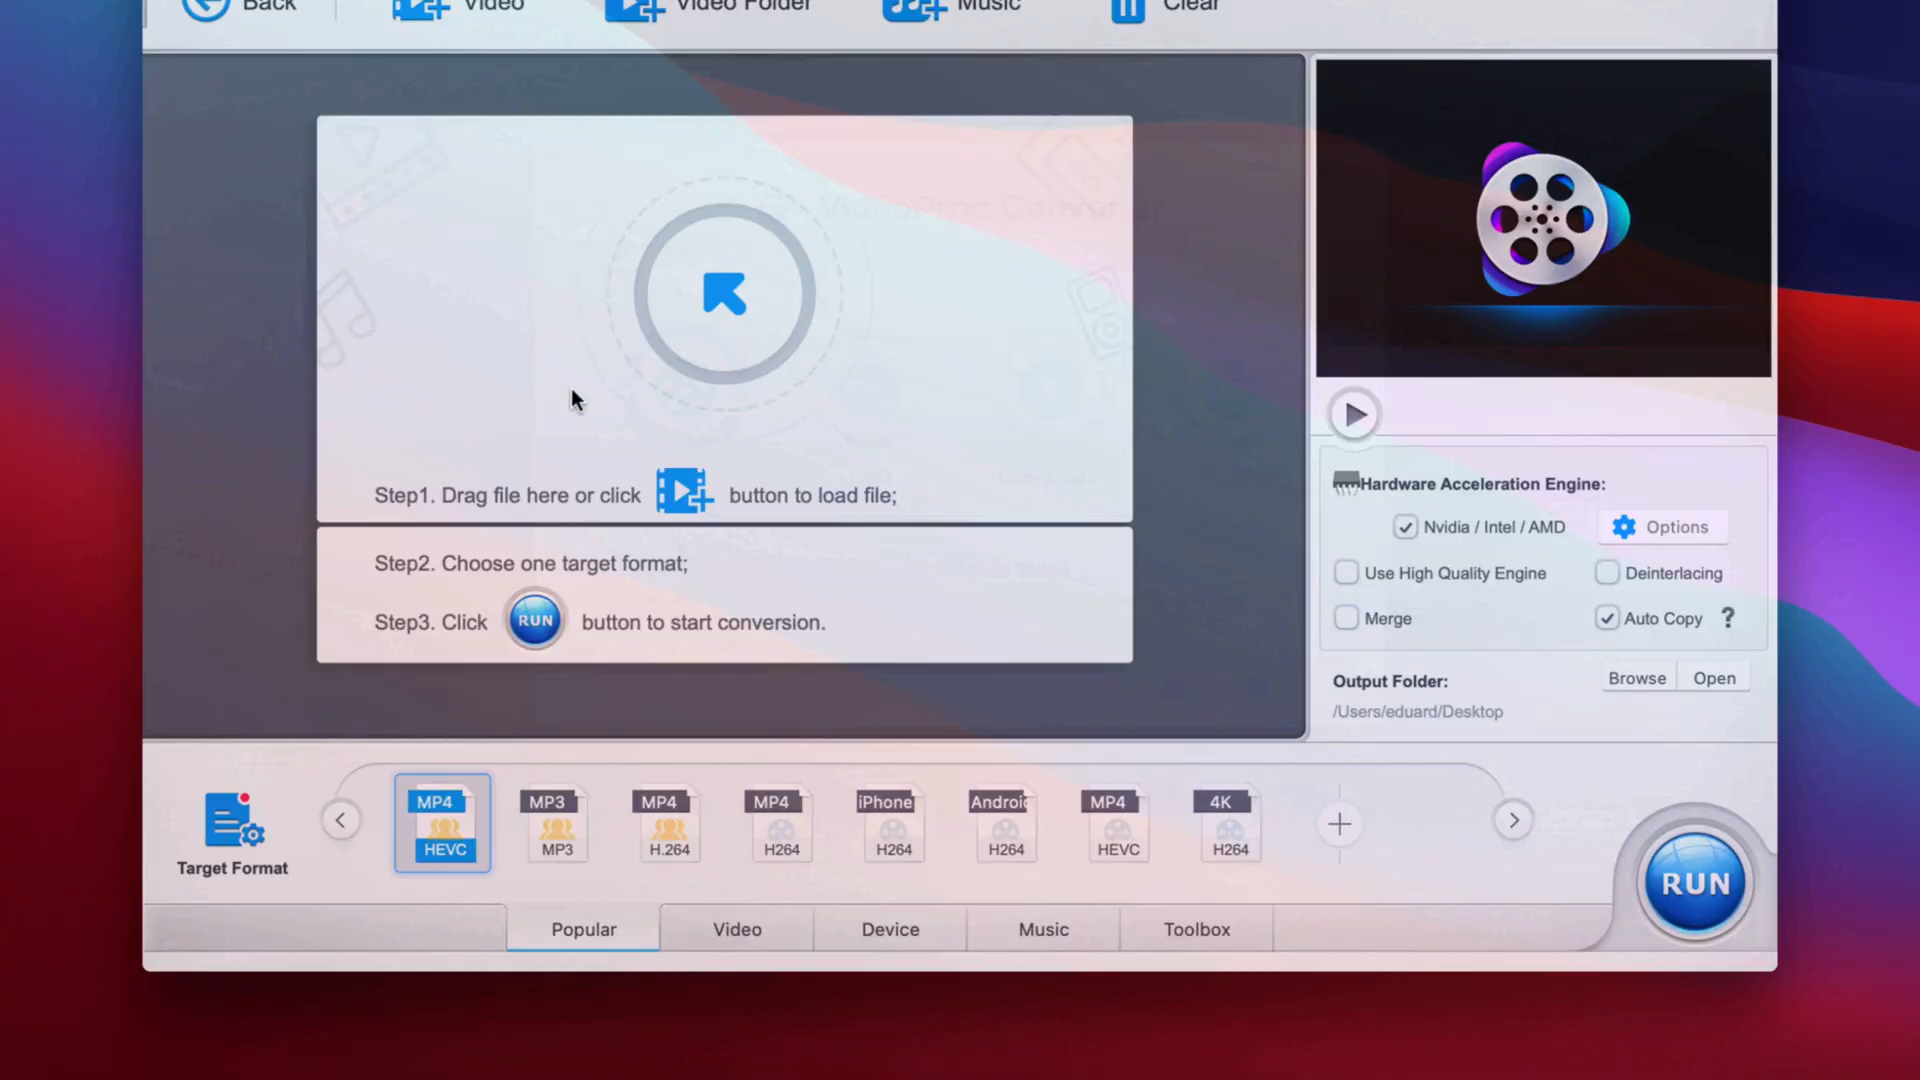 Back Video Video Folder Music Clear
VideoProc Converter
Step1. Drag file here or click button to load file;
Step2. Choose one target format;
Step3. Click RUN button to start conversion.
Hardware Acceleration Engine:
Nvidia / Intel / AMD Options
Use High Quality Engine Deinterlacing
Merge Auto Copy ?
Output Folder: Browse Open
/Users/eduard/Desktop
Target Format
MP4 HEVC
MP3 MP3
MP4 H.264
MP4 H264
iPhone H264
Android H264
MP4 HEVC
4K H264
RUN
Popular Video Device Music Toolbox